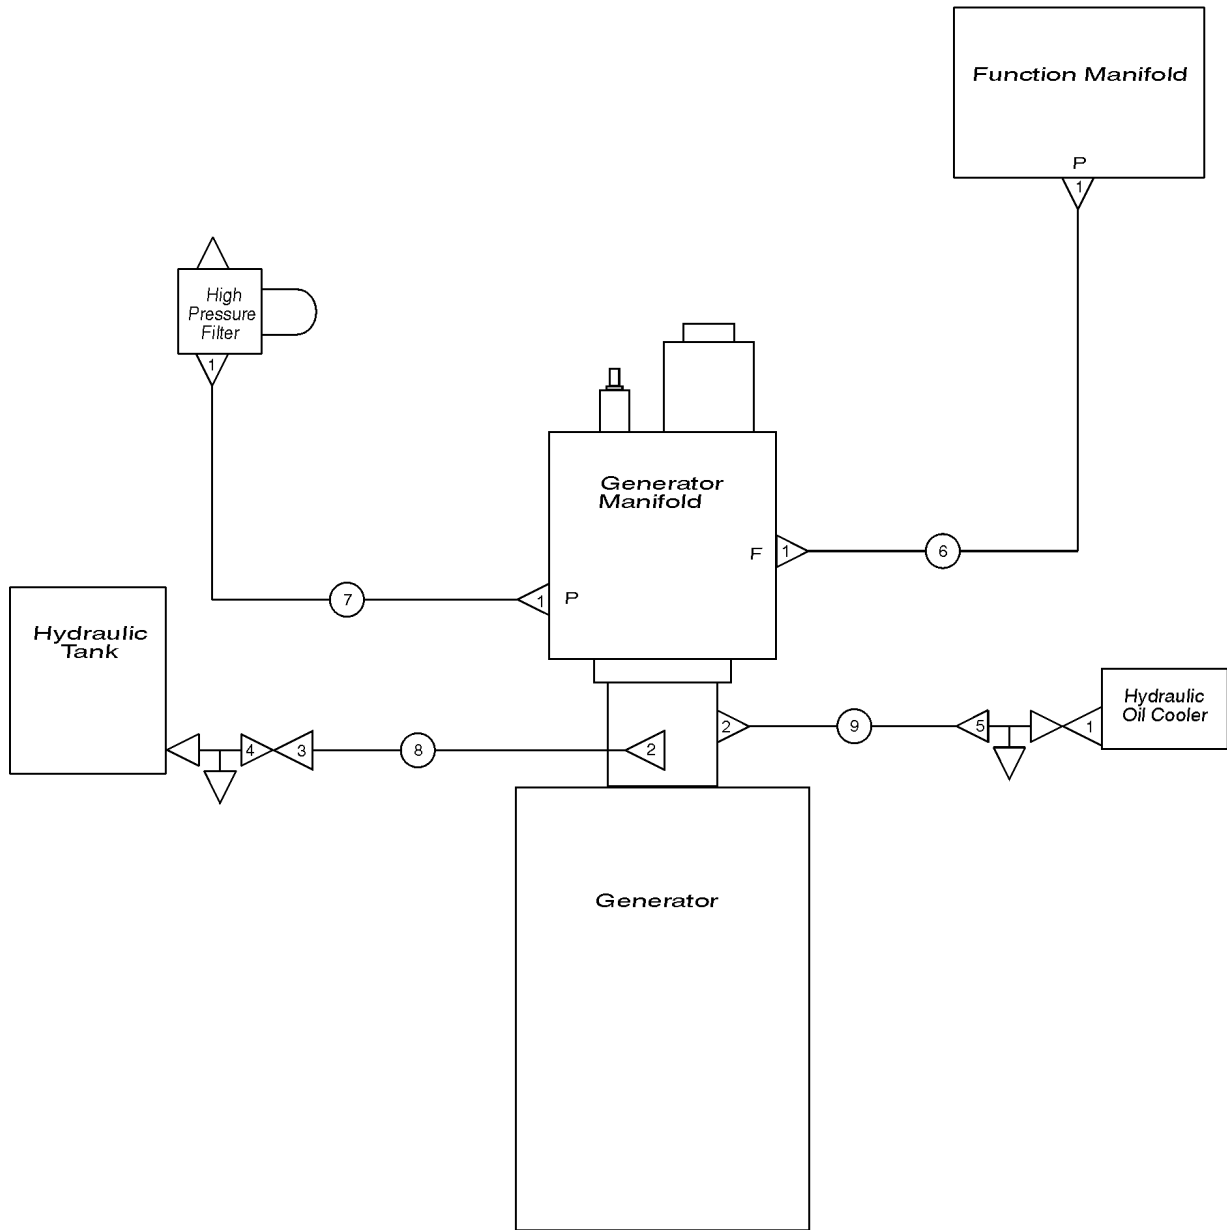 Function Manifold
P
1
High
Pressure
Filter
1
Generator
Manifold
F
1
6
7
1
P
Hydraulic
Tank
Hydraulic
Oil Cooler
2
9
5
1
4
3
8
2
Generator